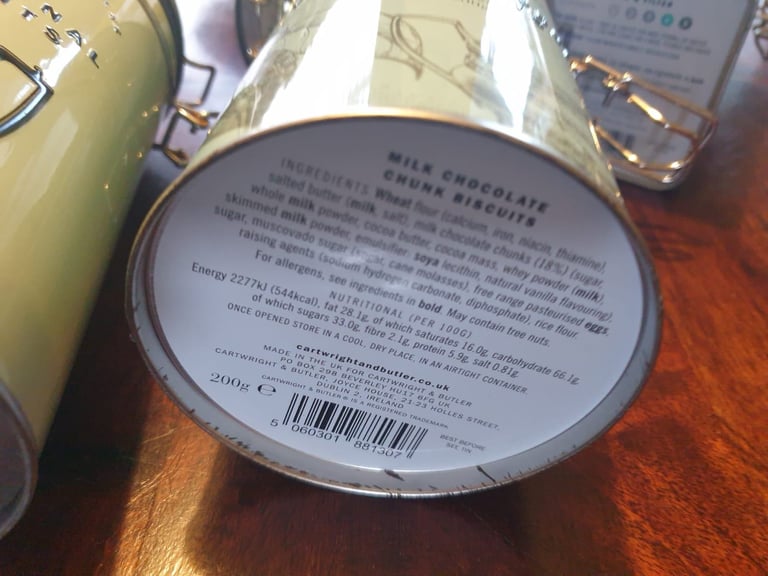 MILK CHOCOLATE
CHUNK BISCUITS
INGREDIENTS Wheat flour (calcium, iron, niacin, thiamine),
salted butter (milk, salt), milk chocolate chunks (18%) (sugar,
whole milk powder, cocoa butter, cocoa mass, whey powder (milk),
skimmed milk powder, emulsifier: soya lecithin, natural vanilla flavouring),
sugar, muscovado sugar (sugar, cane molasses), free range pasteurised eggs,
raising agents (sodium hydrogen carbonate, diphosphate), rice flour.
For allergens, see ingredients in bold. May contain tree nuts.
NUTRITIONAL (PER 100G)
Energy 2277kJ (544kcal), fat 28.1g, of which saturates 16.0g, carbohydrate 66.1g,
of which sugars 33.0g, fibre 2.1g, protein 5.9g, salt 0.81g.
ONCE OPENED STORE IN A COOL, DRY PLACE, IN AN AIRTIGHT CONTAINER.
cartwrightandbutler.co.uk
MADE IN THE UK FOR CARTWRIGHT & BUTLER
PO BOX 298 BEVERLEY HU17 6FG UK
CARTWRIGHT & BUTLER, JOYCE HOUSE, 21-23 HOLLES STREET,
DUBLIN 2, IRELAND
CARTWRIGHT & BUTLER ® IS A REGISTERED TRADEMARK
200g ℮
5 060301 881307
BEST BEFORE
SEE TIN